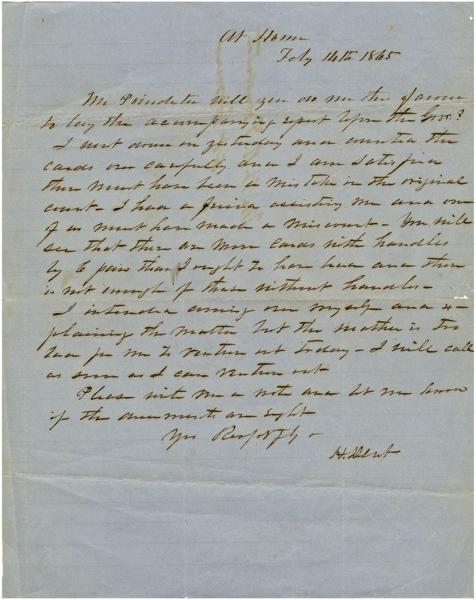 At Home
Feby 14th 1865
Mr Poindexter will you do me the favor
to lay the accompanying report before the Govr?
I went down on yesterday and counted the
cards over carefully and I am satisfied
there must have been a mistake in the original
count - I had a friend assisting me and one
of us must have made a miscount - You will
see that there are more cards with handles
by 6 pairs than I ought to have had and there
is not enough of those without handles -
I intended coming over myself and ex-
plaining the matter but the weather is too
bad for me to venture out today - I will call
as soon as I can venture out
Please write me a note and let me know
if the are right
Yrs Respctfly -
H. Dent